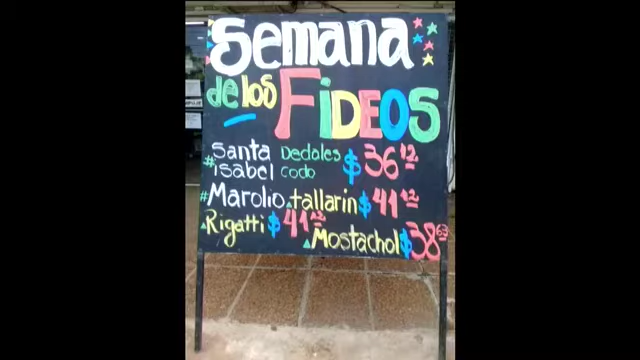 Semana
de los FiDEOS
#Santa Isabel Dedales codo $36 12
#Marolio tallarin $41 12
Rigatti $41 12
Mostachol $38 63